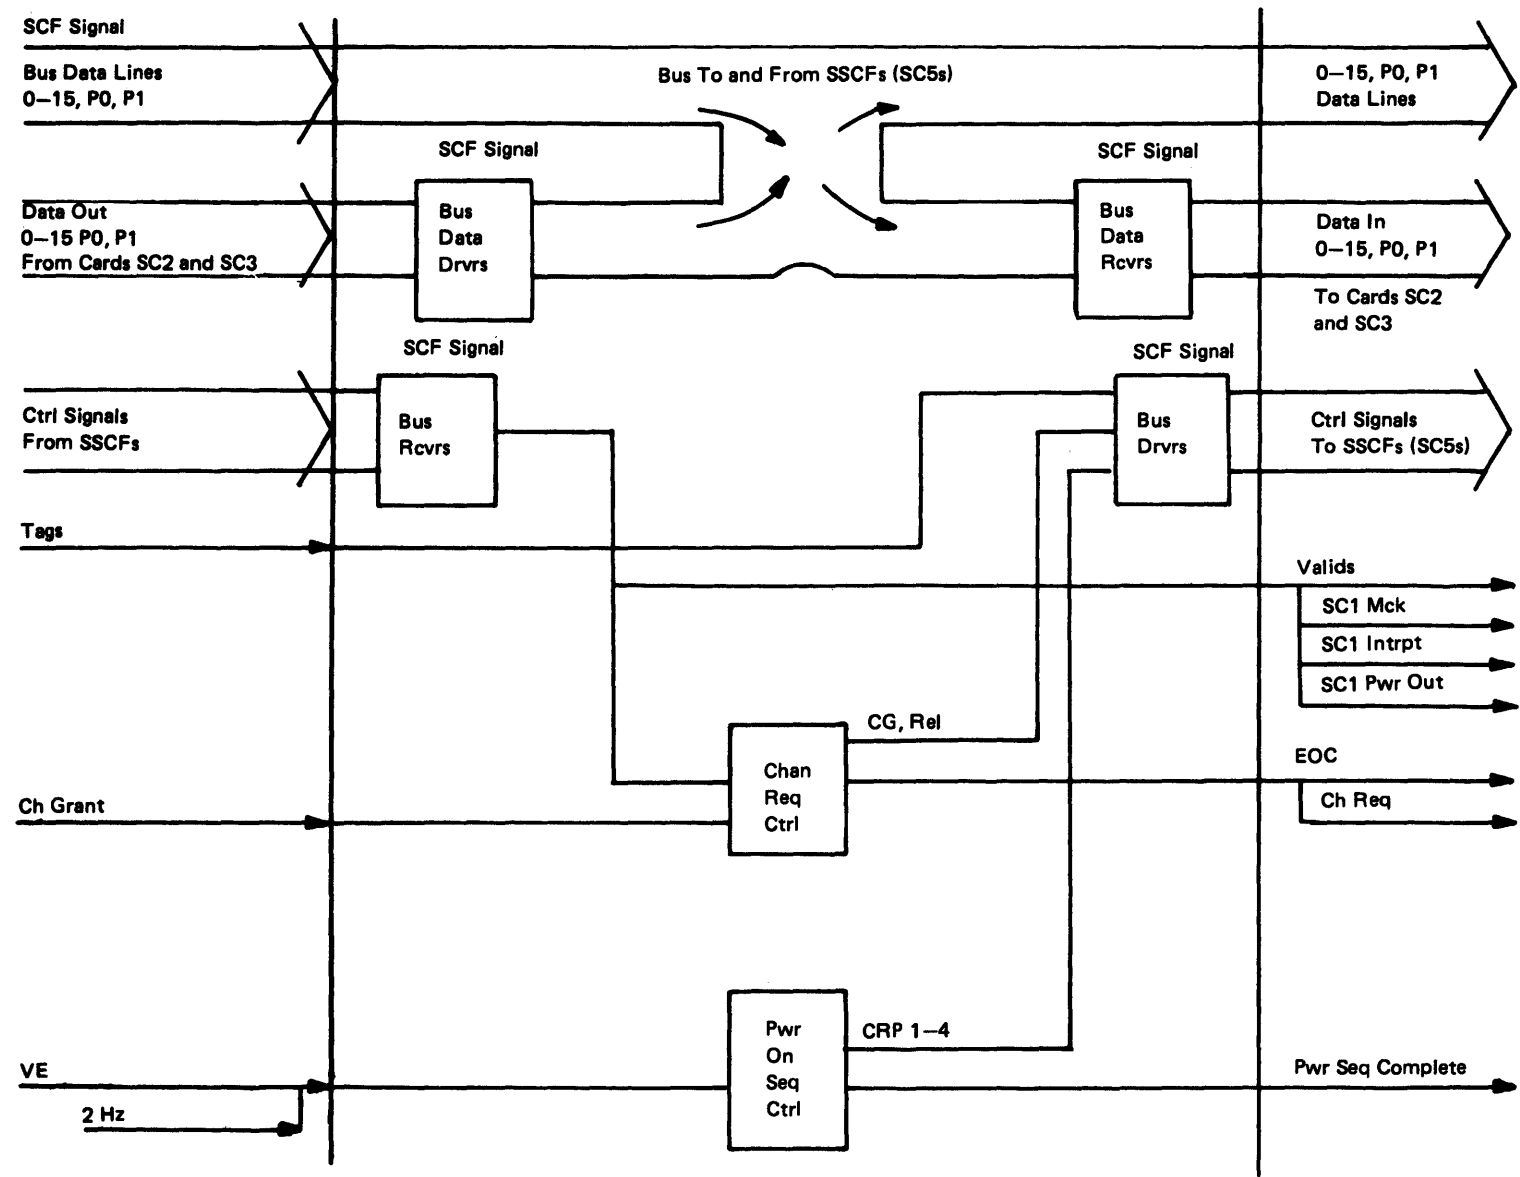 SCF Signal
Bus Data Lines
0–15, P0, P1
Bus To and From SSCFs (SC5s)
0–15, P0, P1
Data Lines
SCF Signal
SCF Signal
Data Out
0–15 P0, P1
From Cards SC2 and SC3
Bus
Data
Drvrs
Bus
Data
Rcvrs
Data In
0–15, P0, P1
To Cards SC2
and SC3
SCF Signal
SCF Signal
Ctrl Signals
From SSCFs
Bus
Rcvrs
Bus
Drvrs
Ctrl Signals
To SSCFs (SC5s)
Tags
Valids
SC1 Mck
SC1 Intrpt
SC1 Pwr Out
CG, Rel
Chan
Req
Ctrl
EOC
Ch Req
Ch Grant
Pwr
On
Seq
Ctrl
CRP 1–4
VE
2 Hz
Pwr Seq Complete